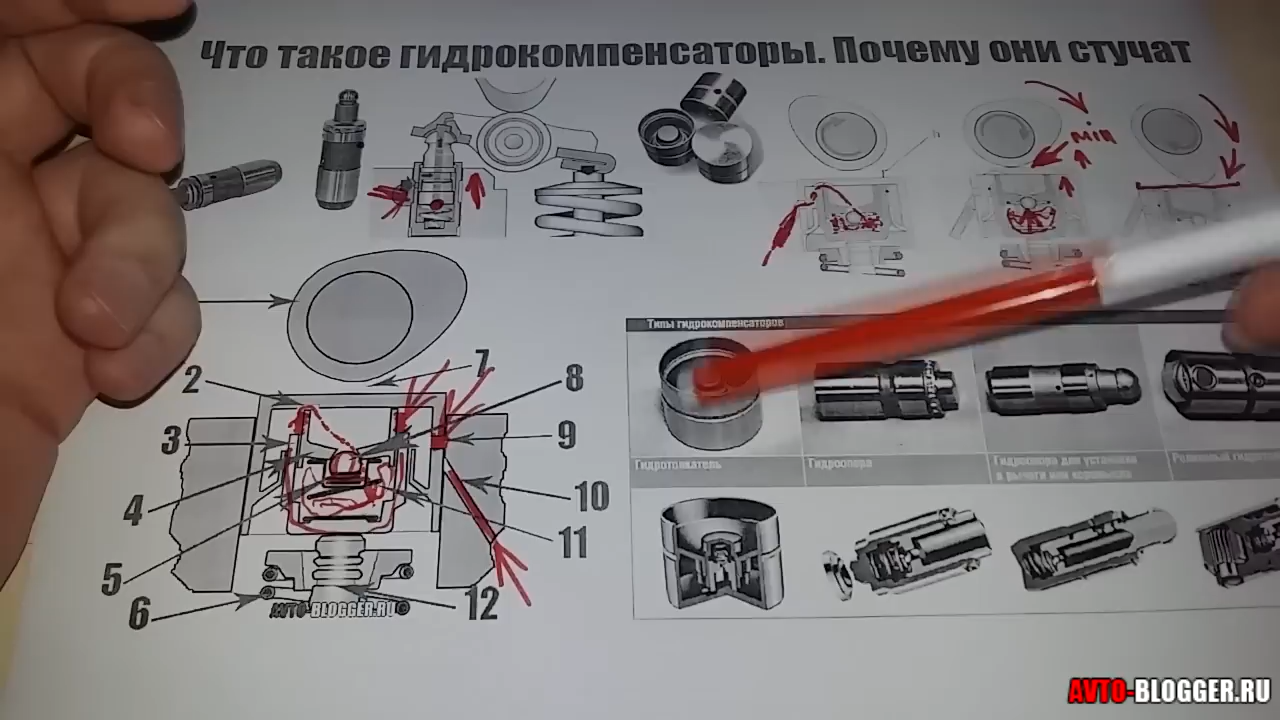 Что такое гидрокомпенсаторы. Почему они стучат
min
2
7
8
3
9
4
10
5
11
6
12
AVTO-BLOGGER.RU
Типы гидрокомпенсаторов
Гидротолкатель
Гидроопора
Гидроопора для установки
в рычаги или коромысла
Роликовый
AVTO-BLOGGER.RU